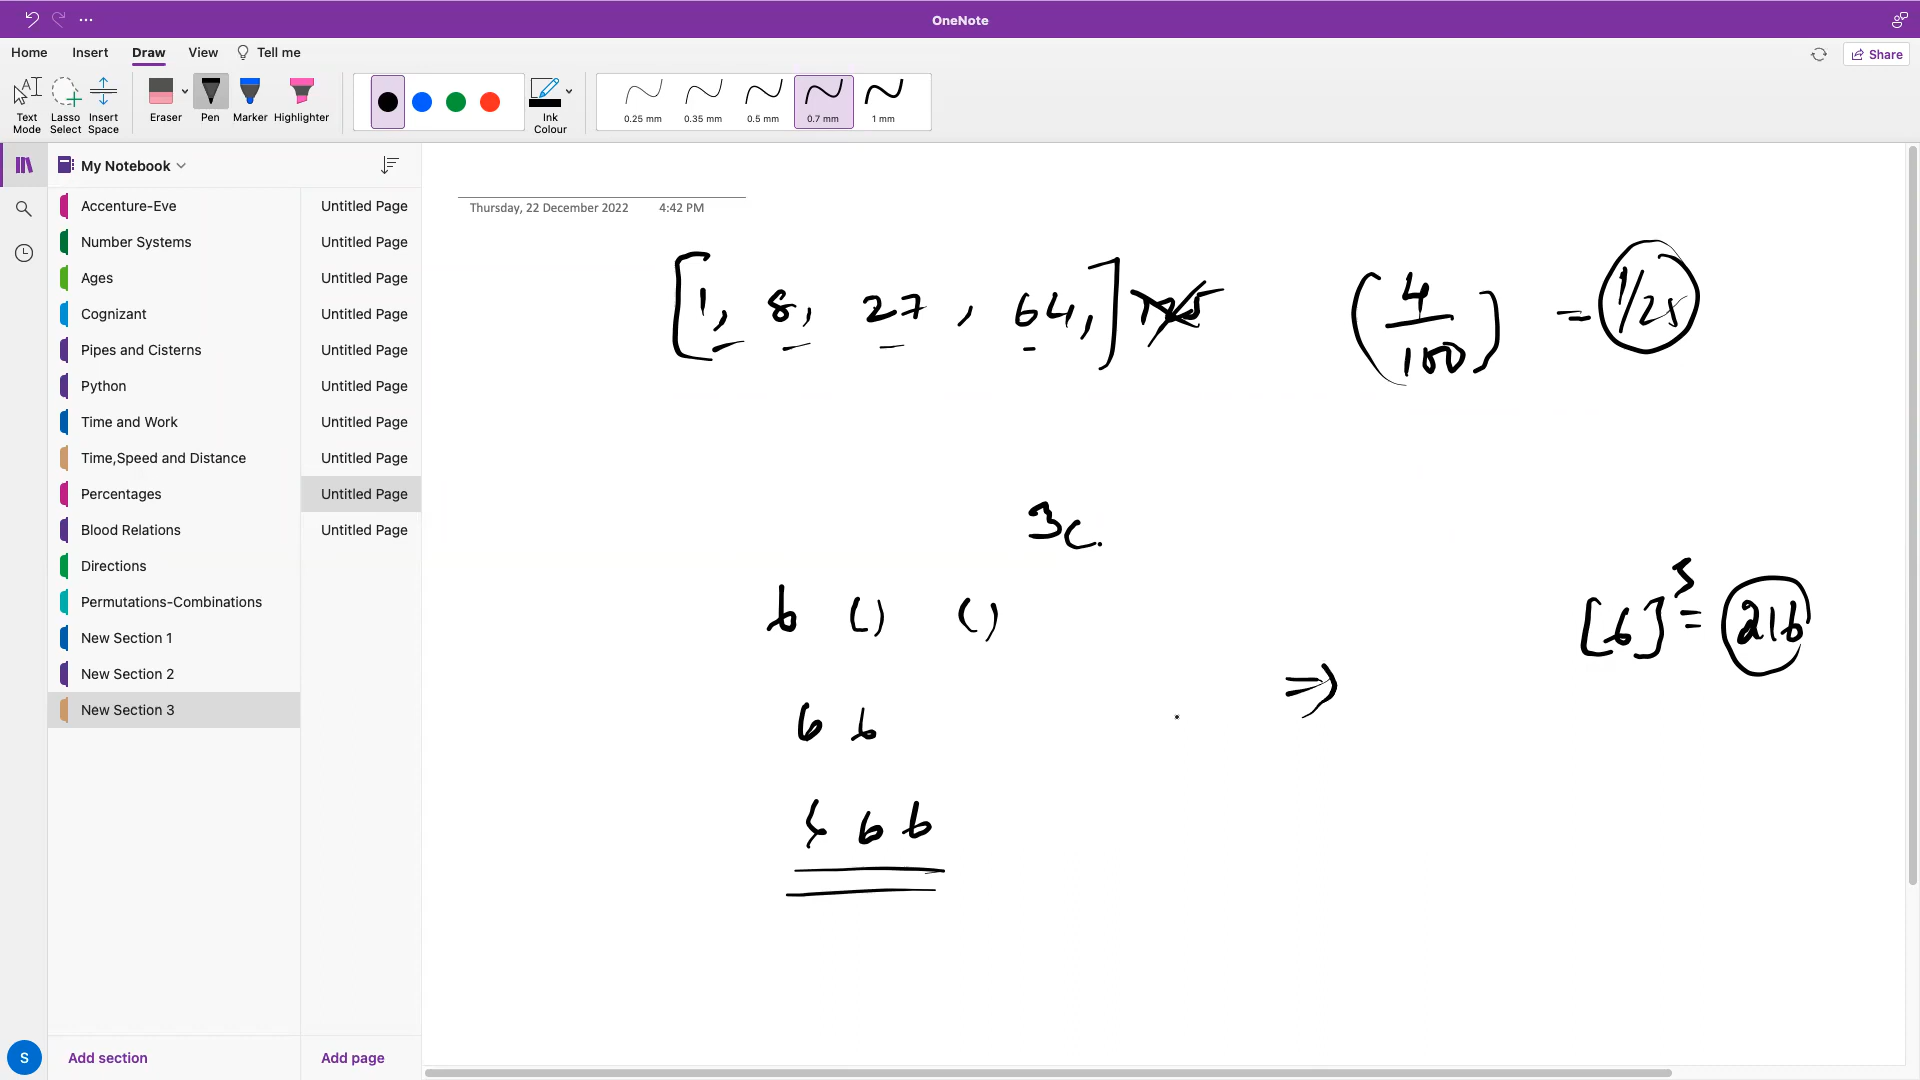 OneNote
Home Insert Draw View Tell me
Share
Text Mode
Lasso Select
Insert Space
Eraser
Pen
Marker
Highlighter
Ink Colour
0.25 mm
0.35 mm
0.5 mm
0.7 mm
1 mm
My Notebook
Accenture-Eve
Number Systems
Ages
Cognizant
Pipes and Cisterns
Python
Time and Work
Time,Speed and Distance
Percentages
Blood Relations
Directions
Permutations-Combinations
New Section 1
New Section 2
New Section 3
Untitled Page
Untitled Page
Untitled Page
Untitled Page
Untitled Page
Untitled Page
Untitled Page
Untitled Page
Untitled Page
Untitled Page
Add section
Add page
S
Thursday, 22 December 2022 4:42 PM
[1, 8, 27, 64,] 125
(4/100) = 1/25
3c.
6 () ()
[6]³ = 216
⇒
6 6
6 6